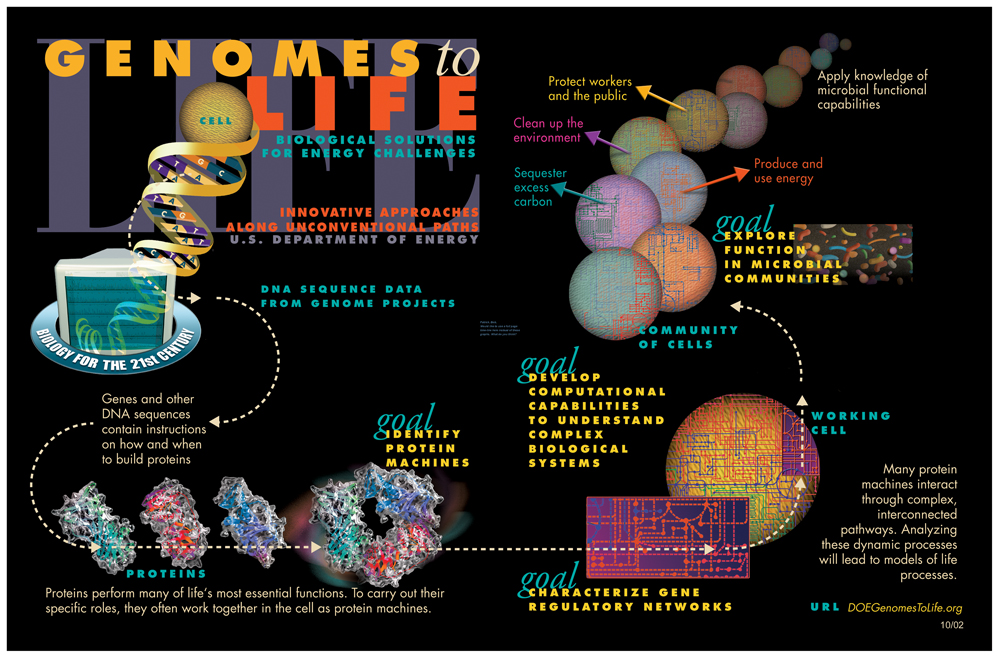 GENOMES to
LIFE
CELL
BIOLOGICAL SOLUTIONS
FOR ENERGY CHALLENGES
INNOVATIVE APPROACHES
ALONG UNCONVENTIONAL PATHS
U.S. DEPARTMENT OF ENERGY
BIOLOGY FOR THE 21st CENTURY
DNA SEQUENCE DATA
FROM GENOME PROJECTS
Genes and other
DNA sequences
contain instructions
on how and when
to build proteins
goal
IDENTIFY
PROTEIN
MACHINES
PROTEINS
Proteins perform many of life's most essential functions. To carry out their
specific roles, they often work together in the cell as protein machines.
goal
CHARACTERIZE GENE
REGULATORY NETWORKS
goal
DEVELOP
COMPUTATIONAL
CAPABILITIES
TO UNDERSTAND
COMPLEX
BIOLOGICAL
SYSTEMS
WORKING
CELL
Many protein
machines interact
through complex,
interconnected
pathways. Analyzing
these dynamic processes
will lead to models of life
processes.
COMMUNITY
OF CELLS
goal
EXPLORE
FUNCTION
IN MICROBIAL
COMMUNITIES
Protect workers
and the public
Clean up the
environment
Sequester
excess
carbon
Produce and
use energy
Apply knowledge of
microbial functional
capabilities
URL DOEGenomesToLife.org
10/02